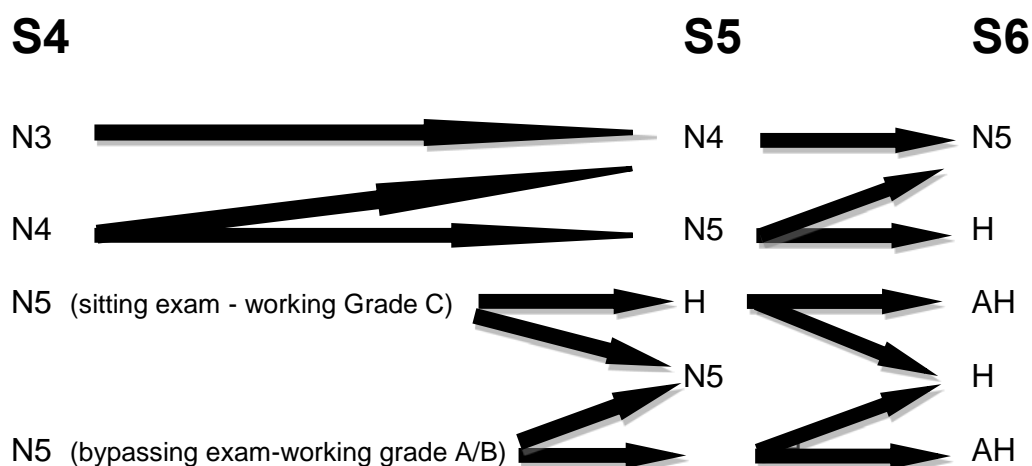 S4 S5 S6
N3 N4 N5
N4 N5 H
N5 (sitting exam - working Grade C) H AH
N5 H
N5 (bypassing exam-working grade A/B) H AH